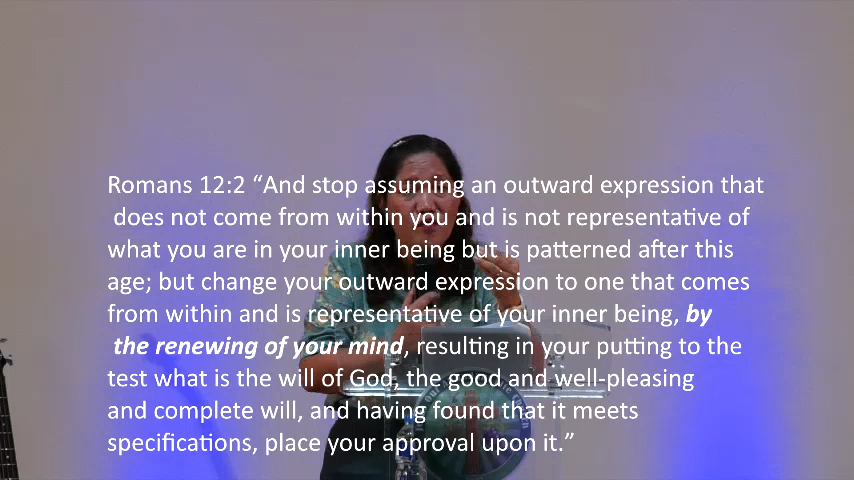 Romans 12:2 “And stop assuming an outward expression that
does not come from within you and is not representative of
what you are in your inner being but is patterned after this
age; but change your outward expression to one that comes
from within and is representative of your inner being, by
the renewing of your mind, resulting in your putting to the
test what is the will of God, the good and well-pleasing
and complete will, and having found that it meets
specifications, place your approval upon it.”